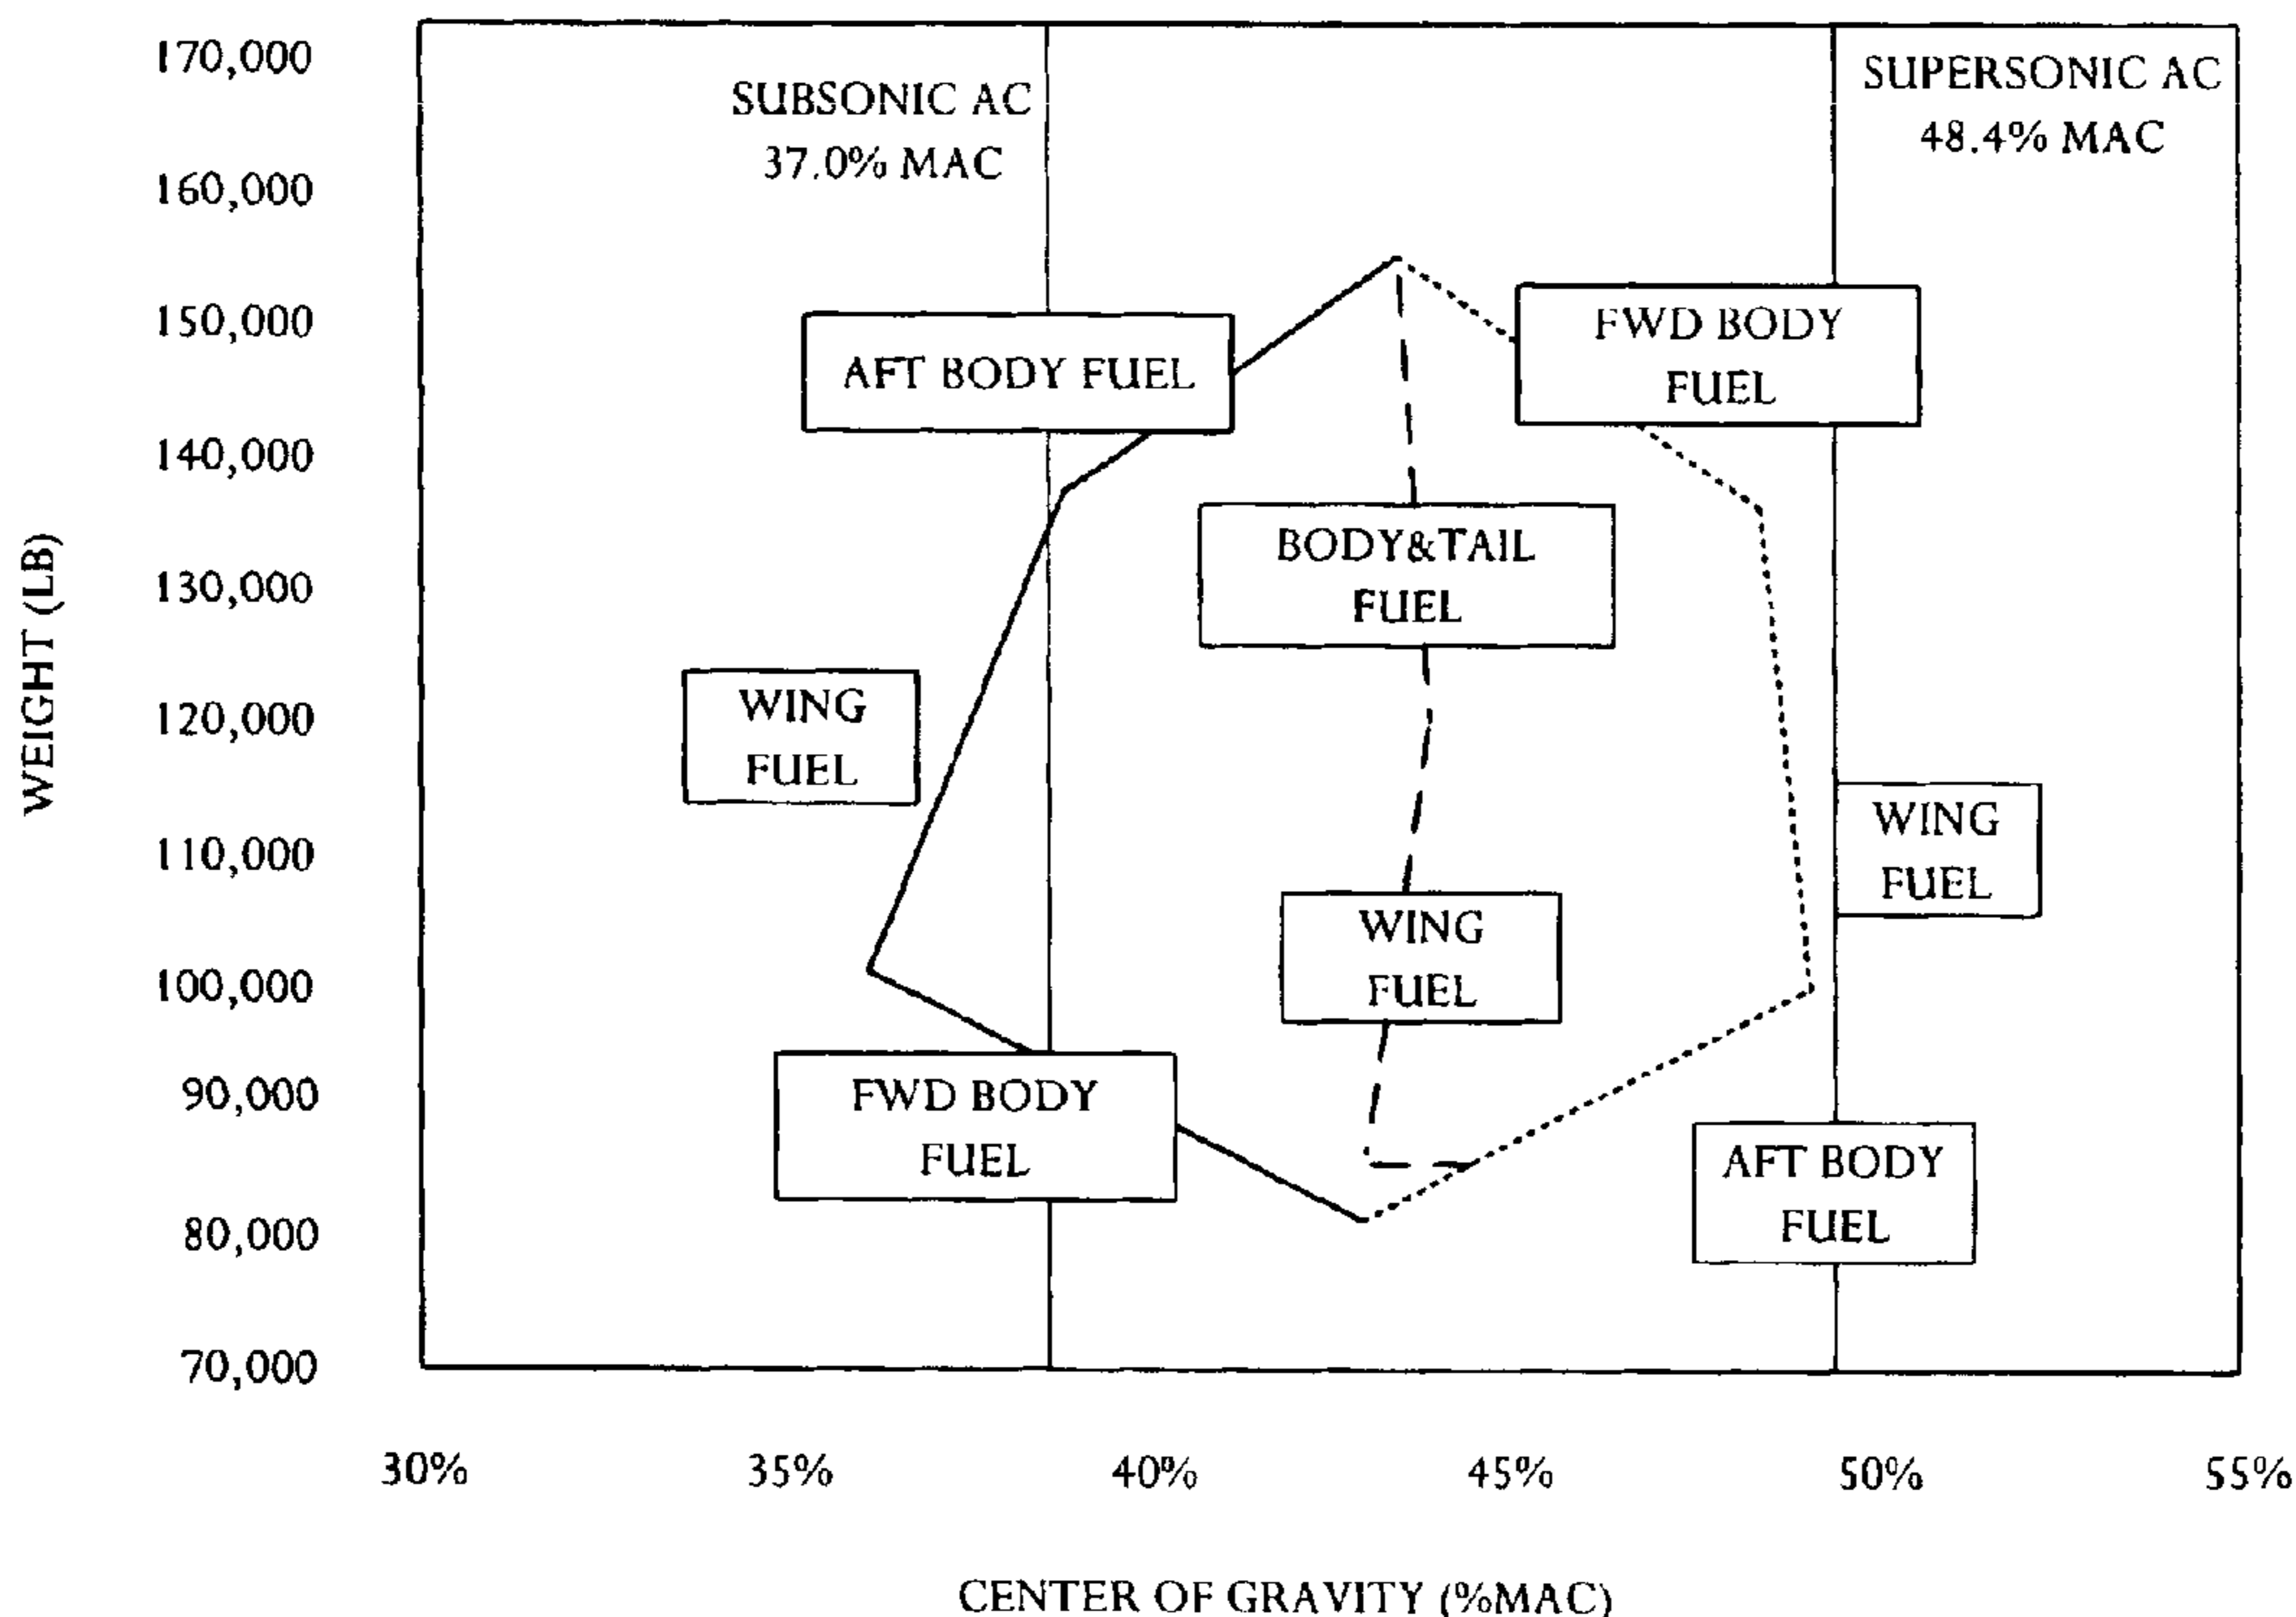 170,000
SUBSONIC AC
37.0% MAC
SUPERSONIC AC
48.4% MAC
160,000
150,000
AFT BODY FUEL
FWD BODY
FUEL
140,000
BODY&TAIL
FUEL
130,000
WEIGHT (LB)
120,000
WING
FUEL
WING
FUEL
110,000
WING
FUEL
100,000
90,000
FWD BODY
FUEL
AFT BODY
FUEL
80,000
70,000
30%
35%
40%
45%
50%
55%
CENTER OF GRAVITY (%MAC)